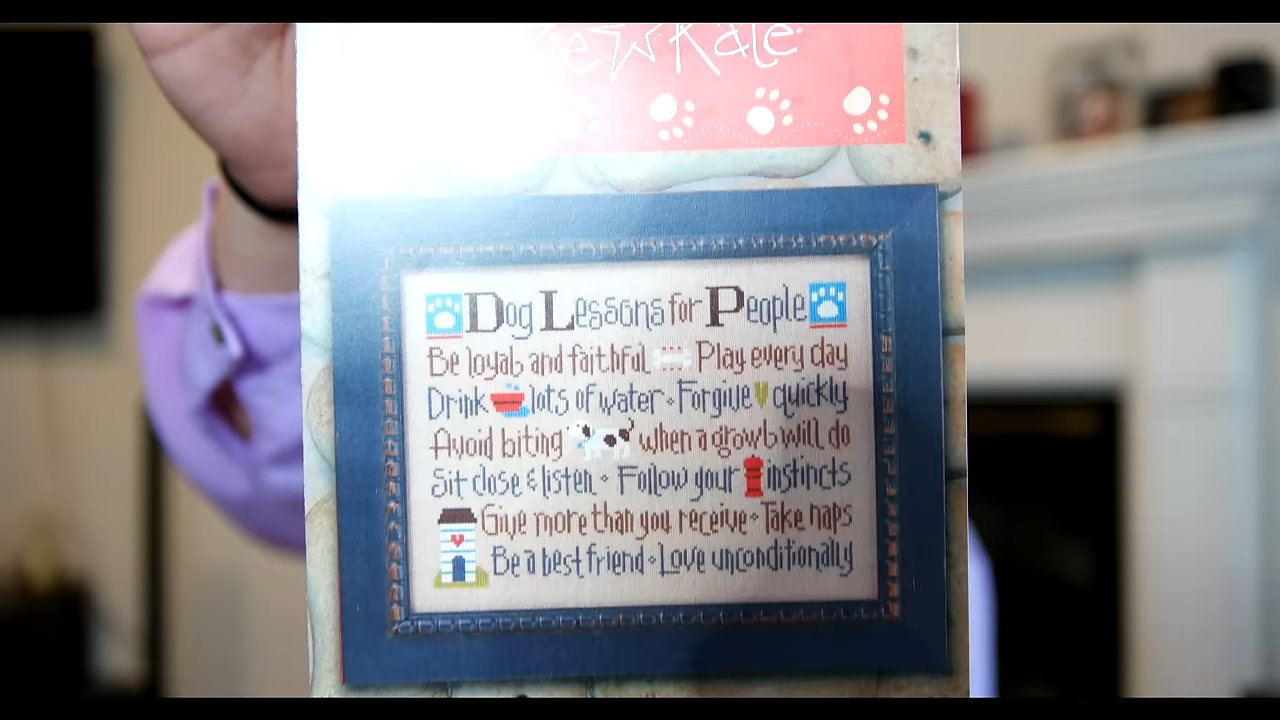 Kate
Dog Lessons for People
Be loyal and faithful Play every day
Drink lots of water • Forgive quickly
Avoid biting when a growl will do
Sit close & listen • Follow your instincts
Give more than you receive • Take naps
Be a best friend • Love unconditionally